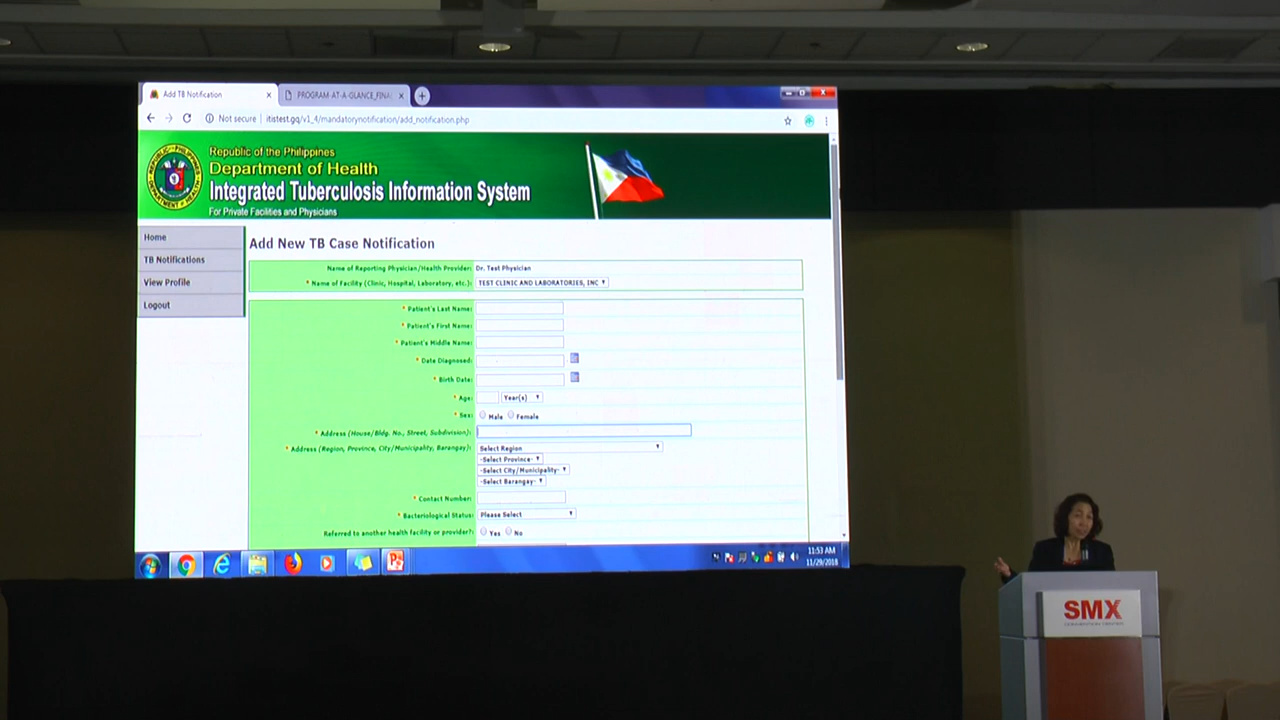 Add TB Notification
PROGRAM-AT-A-GLANCE_FINAL
Not secure | itistest.gq/v1_4/mandatorynotification/add_notification.php
Republic of the Philippines
Department of Health
Integrated Tuberculosis Information System
For Private Facilities and Physicians
Home
TB Notifications
View Profile
Logout
Add New TB Case Notification
Name of Reporting Physician/Health Provider: Dr. Test Physician
* Name of Facility (Clinic, Hospital, Laboratory, etc.): TEST CLINIC AND LABORATORIES, INC
* Patient's Last Name:
* Patient's First Name:
* Patient's Middle Name:
* Date Diagnosed:
* Birth Date:
* Age: Year(s)
* Sex: Male Female
* Address (House/Bldg. No., Street, Subdivision):
* Address (Region, Province, City/Municipality, Barangay): Select Region
-Select Province-
-Select City/Municipality-
-Select Barangay-
* Contact Number:
* Bacteriological Status: Please Select
Referred to another health facility or provider? Yes No
11:53 AM
11/29/2018
SMX
CONVENTION CENTER